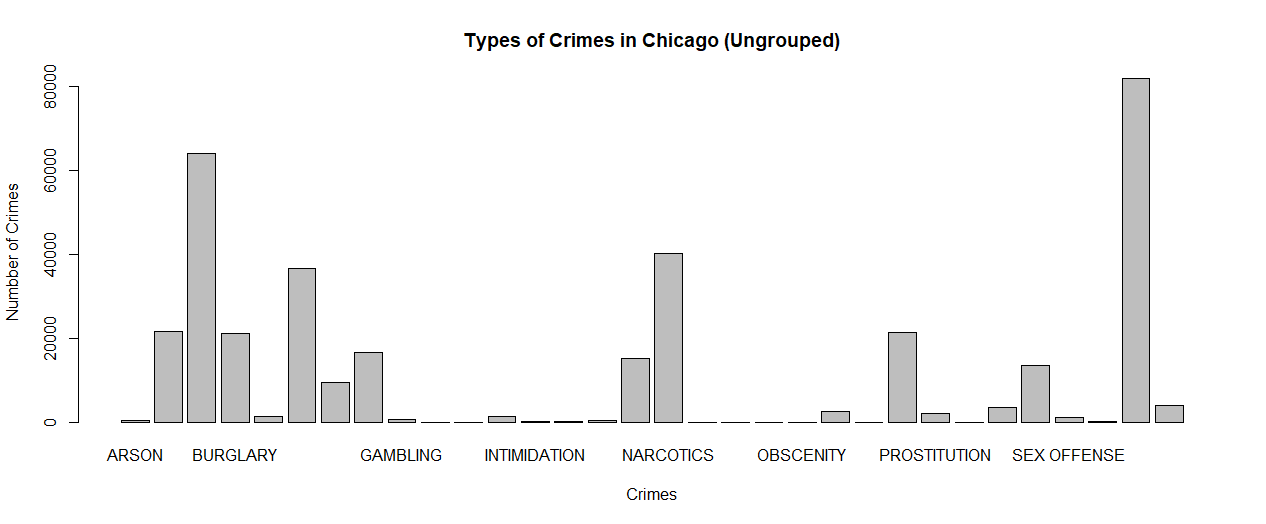 Types of Crimes in Chicago (Ungrouped)
80000
60000
40000
20000
0
Numbber of Crimes
ARSON BURGLARY GAMBLING INTIMIDATION NARCOTICS OBSCENITY PROSTITUTION SEX OFFENSE
Crimes